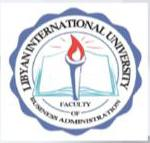 LIBYAN INTERNATIONAL UNIVERSITY
FACULTY
OF
BUSINESS ADMINISTRATION